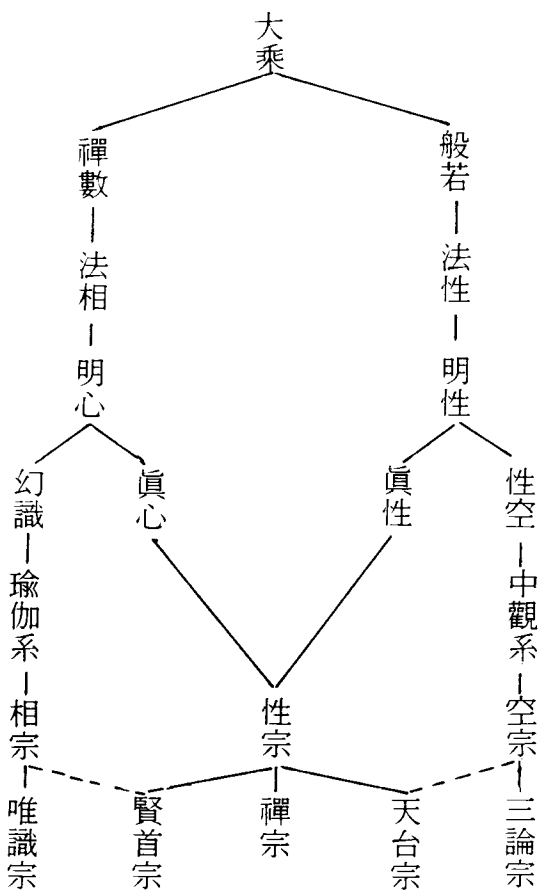 大乘
般若
法性
明性
性空
中觀系
空宗
三論宗
眞性
天台宗
性宗
禪宗
禪數
法相
明心
眞心
賢首宗
幻識
瑜伽系
相宗
唯識宗